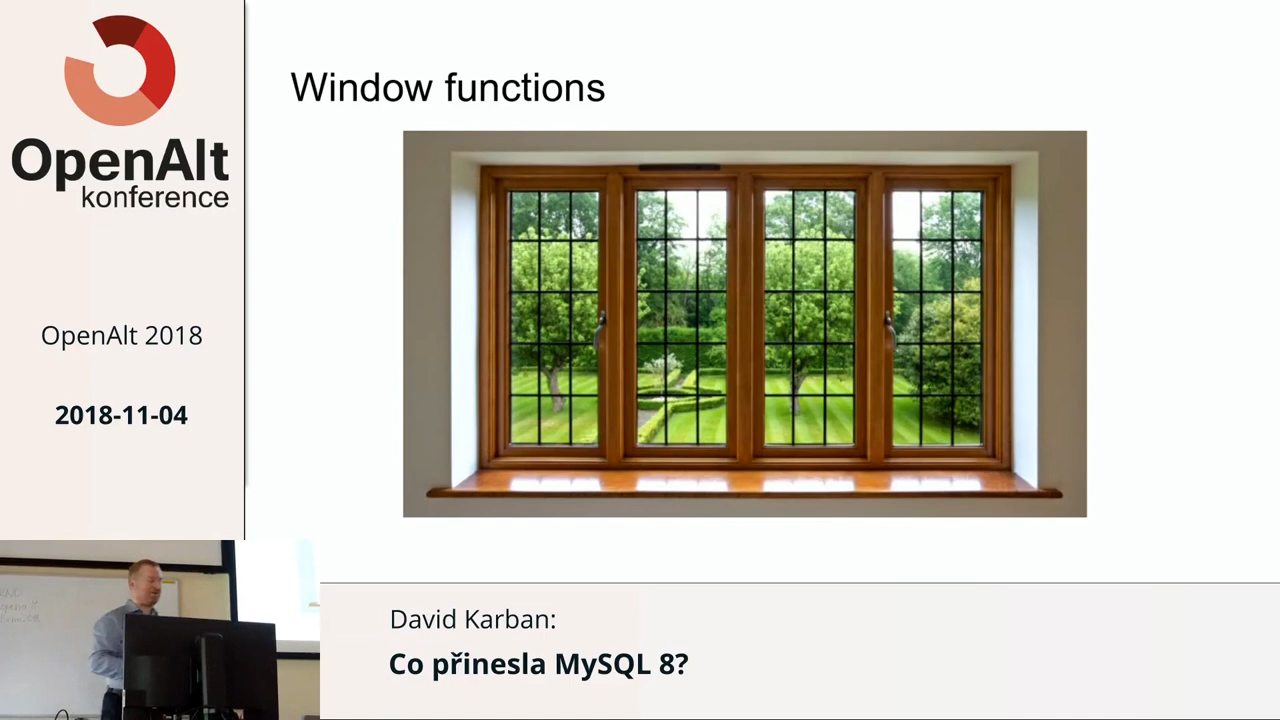 OpenAlt
konference
OpenAlt 2018
2018-11-04
Window functions
David Karban:
Co přinesla MySQL 8?